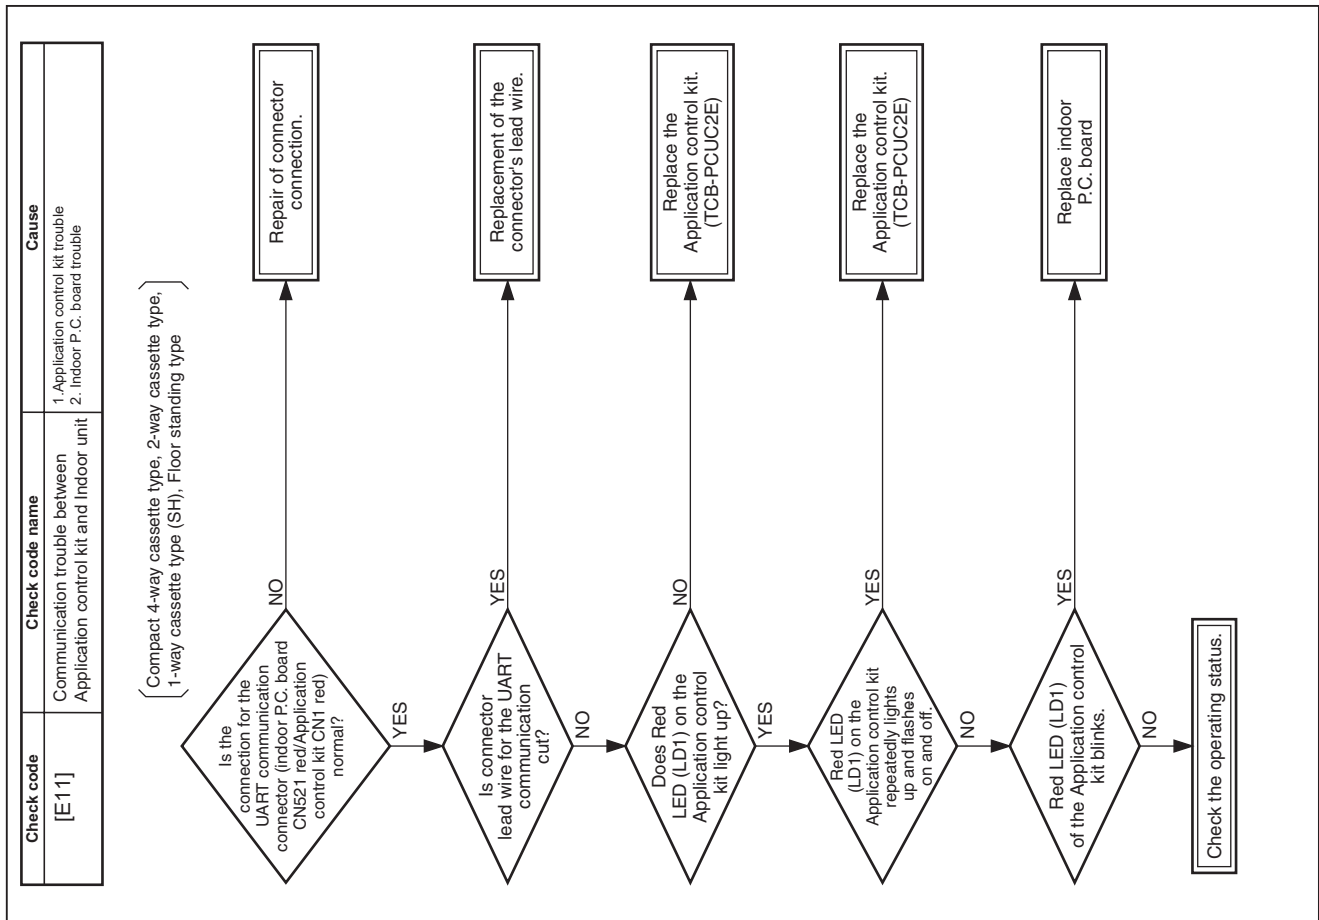 Check code
Check code name
Cause
[E11]
Communication trouble between
Application control kit and Indoor unit
1.Application control kit trouble
2. Indoor P.C. board trouble
Compact 4-way cassette type, 2-way cassette type,
1-way cassette type (SH), Floor standing type
Is the
connection for the
UART communication
connector (indoor P.C. board
CN521 red/Application
control kit CN1 red)
normal?
NO
Repair of connector
connection.
YES
Is connector
lead wire for the UART
communication
cut?
YES
Replacement of the
connector's lead wire.
NO
Does Red
LED (LD1) on the
Application control
kit light up?
NO
Replace the
Application control kit.
(TCB-PCUC2E)
YES
Red LED
(LD1) on the
Application control kit
repeatedly lights
up and flashes
on and off.
YES
Replace the
Application control kit.
(TCB-PCUC2E)
NO
Red LED (LD1)
of the Application control
kit blinks.
YES
Replace indoor
P.C. board
NO
Check the operating status.